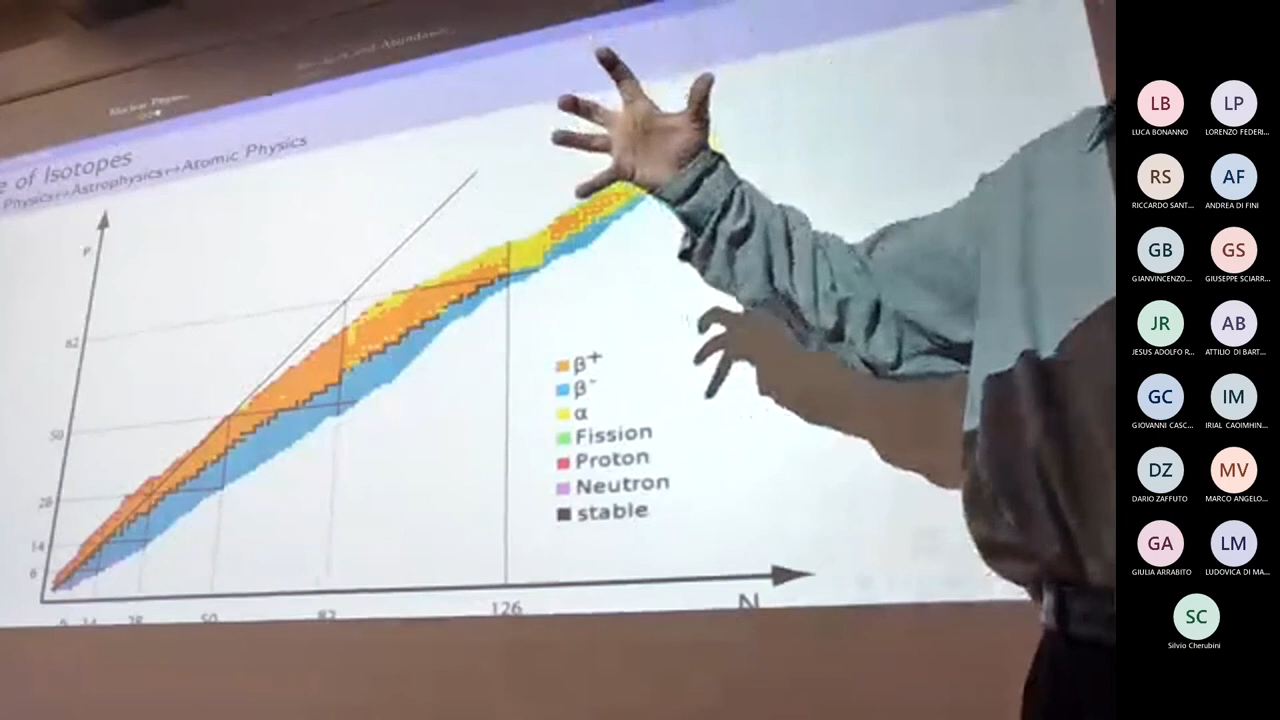 Nuclear Phys...
e of Isotopes
Physics↔Astrophysics↔Atomic Physics
P
82
50
28
14
6
β+
β-
α
Fission
Proton
Neutron
stable
28 50 82 126 N
LB LP
LUCA BONANNO LORENZO FEDERI...
RS AF
RICCARDO SANT... ANDREA DI FINI
GB GS
GIANVINCENZO... GIUSEPPE SCIARR...
JR AB
JESUS ADOLFO R... ATTILIO DI BART...
GC IM
GIOVANNI CASC... IRIAL CAOIMHIN...
DZ MV
DARIO ZAFFUTO MARCO ANGELO...
GA LM
GIULIA ARRABITO LUDOVICA DI MA...
SC
Silvio Cherubini